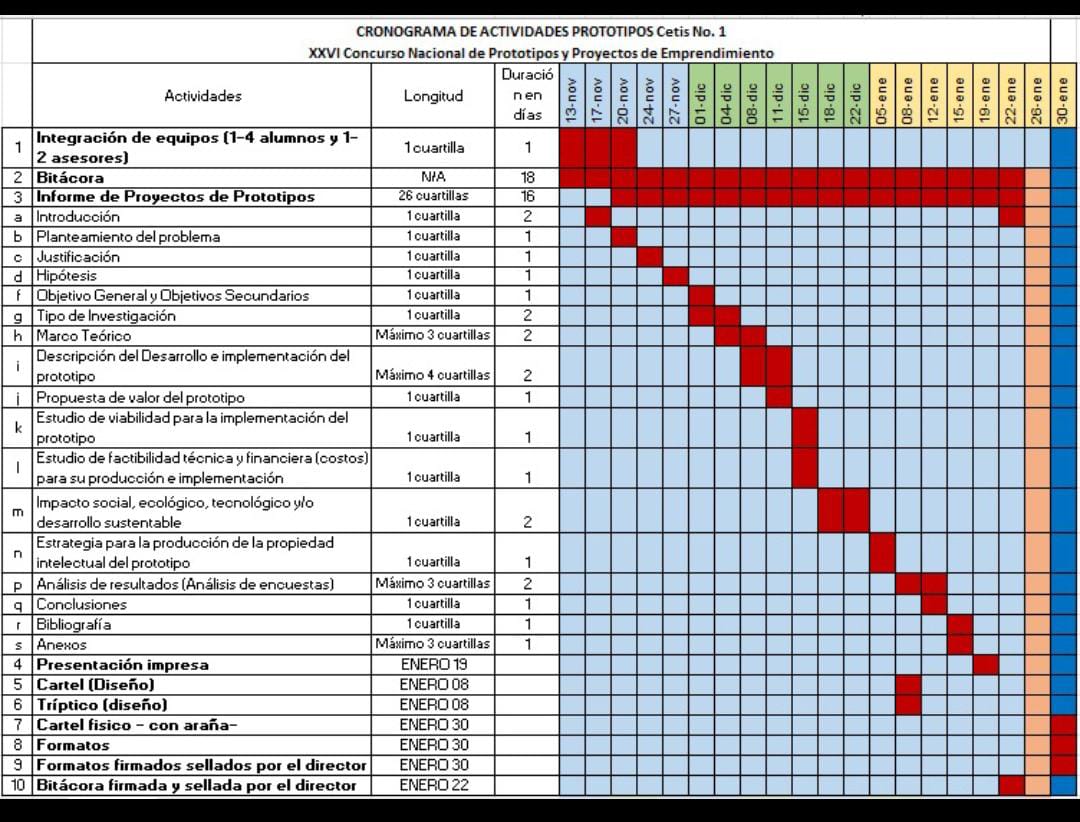 CRONOGRAMA DE ACTIVIDADES PROTOTIPOS Cetis No. 1
XXVI Concurso Nacional de Prototipos y Proyectos de Emprendimiento
Actividades Longitud Duració
n en
días 13-nov 17-nov 20-nov 24-nov 27-nov 01-dic 04-dic 08-dic 11-dic 15-dic 18-dic 22-dic 05-ene 08-ene 12-ene 15-ene 19-ene 22-ene 26-ene 30-ene
1 Integración de equipos (1-4 alumnos y 1-
2 asesores) 1 cuartilla 1
2 Bitácora N/A 18
3 Informe de Proyectos de Prototipos 26 cuartillas 16
a Introducción 1 cuartilla 2
b Planteamiento del problema 1 cuartilla 1
c Justificación 1 cuartilla 1
d Hipótesis 1 cuartilla 1
f Objetivo General y Objetivos Secundarios 1 cuartilla 1
g Tipo de Investigación 1 cuartilla 2
h Marco Teórico Máximo 3 cuartillas 2
i Descripción del Desarrollo e implementación del
prototipo Máximo 4 cuartillas 2
j Propuesta de valor del prototipo 1 cuartilla 1
k Estudio de viabilidad para la implementación del
prototipo 1 cuartilla 1
l Estudio de factibilidad técnica y financiera (costos)
para su producción e implementación 1 cuartilla 1
m Impacto social, ecológico, tecnológico y/o
desarrollo sustentable 1 cuartilla 2
n Estrategia para la producción de la propiedad
intelectual del prototipo 1 cuartilla 1
p Análisis de resultados (Análisis de encuestas) Máximo 3 cuartillas 2
q Conclusiones 1 cuartilla 1
r Bibliografía 1 cuartilla 1
s Anexos Máximo 3 cuartillas 1
4 Presentación impresa ENERO 19
5 Cartel (Diseño) ENERO 08
6 Tríptico (diseño) ENERO 08
7 Cartel fisico - con araña- ENERO 30
8 Formatos ENERO 30
9 Formatos firmados sellados por el director ENERO 30
10 Bitácora firmada y sellada por el director ENERO 22